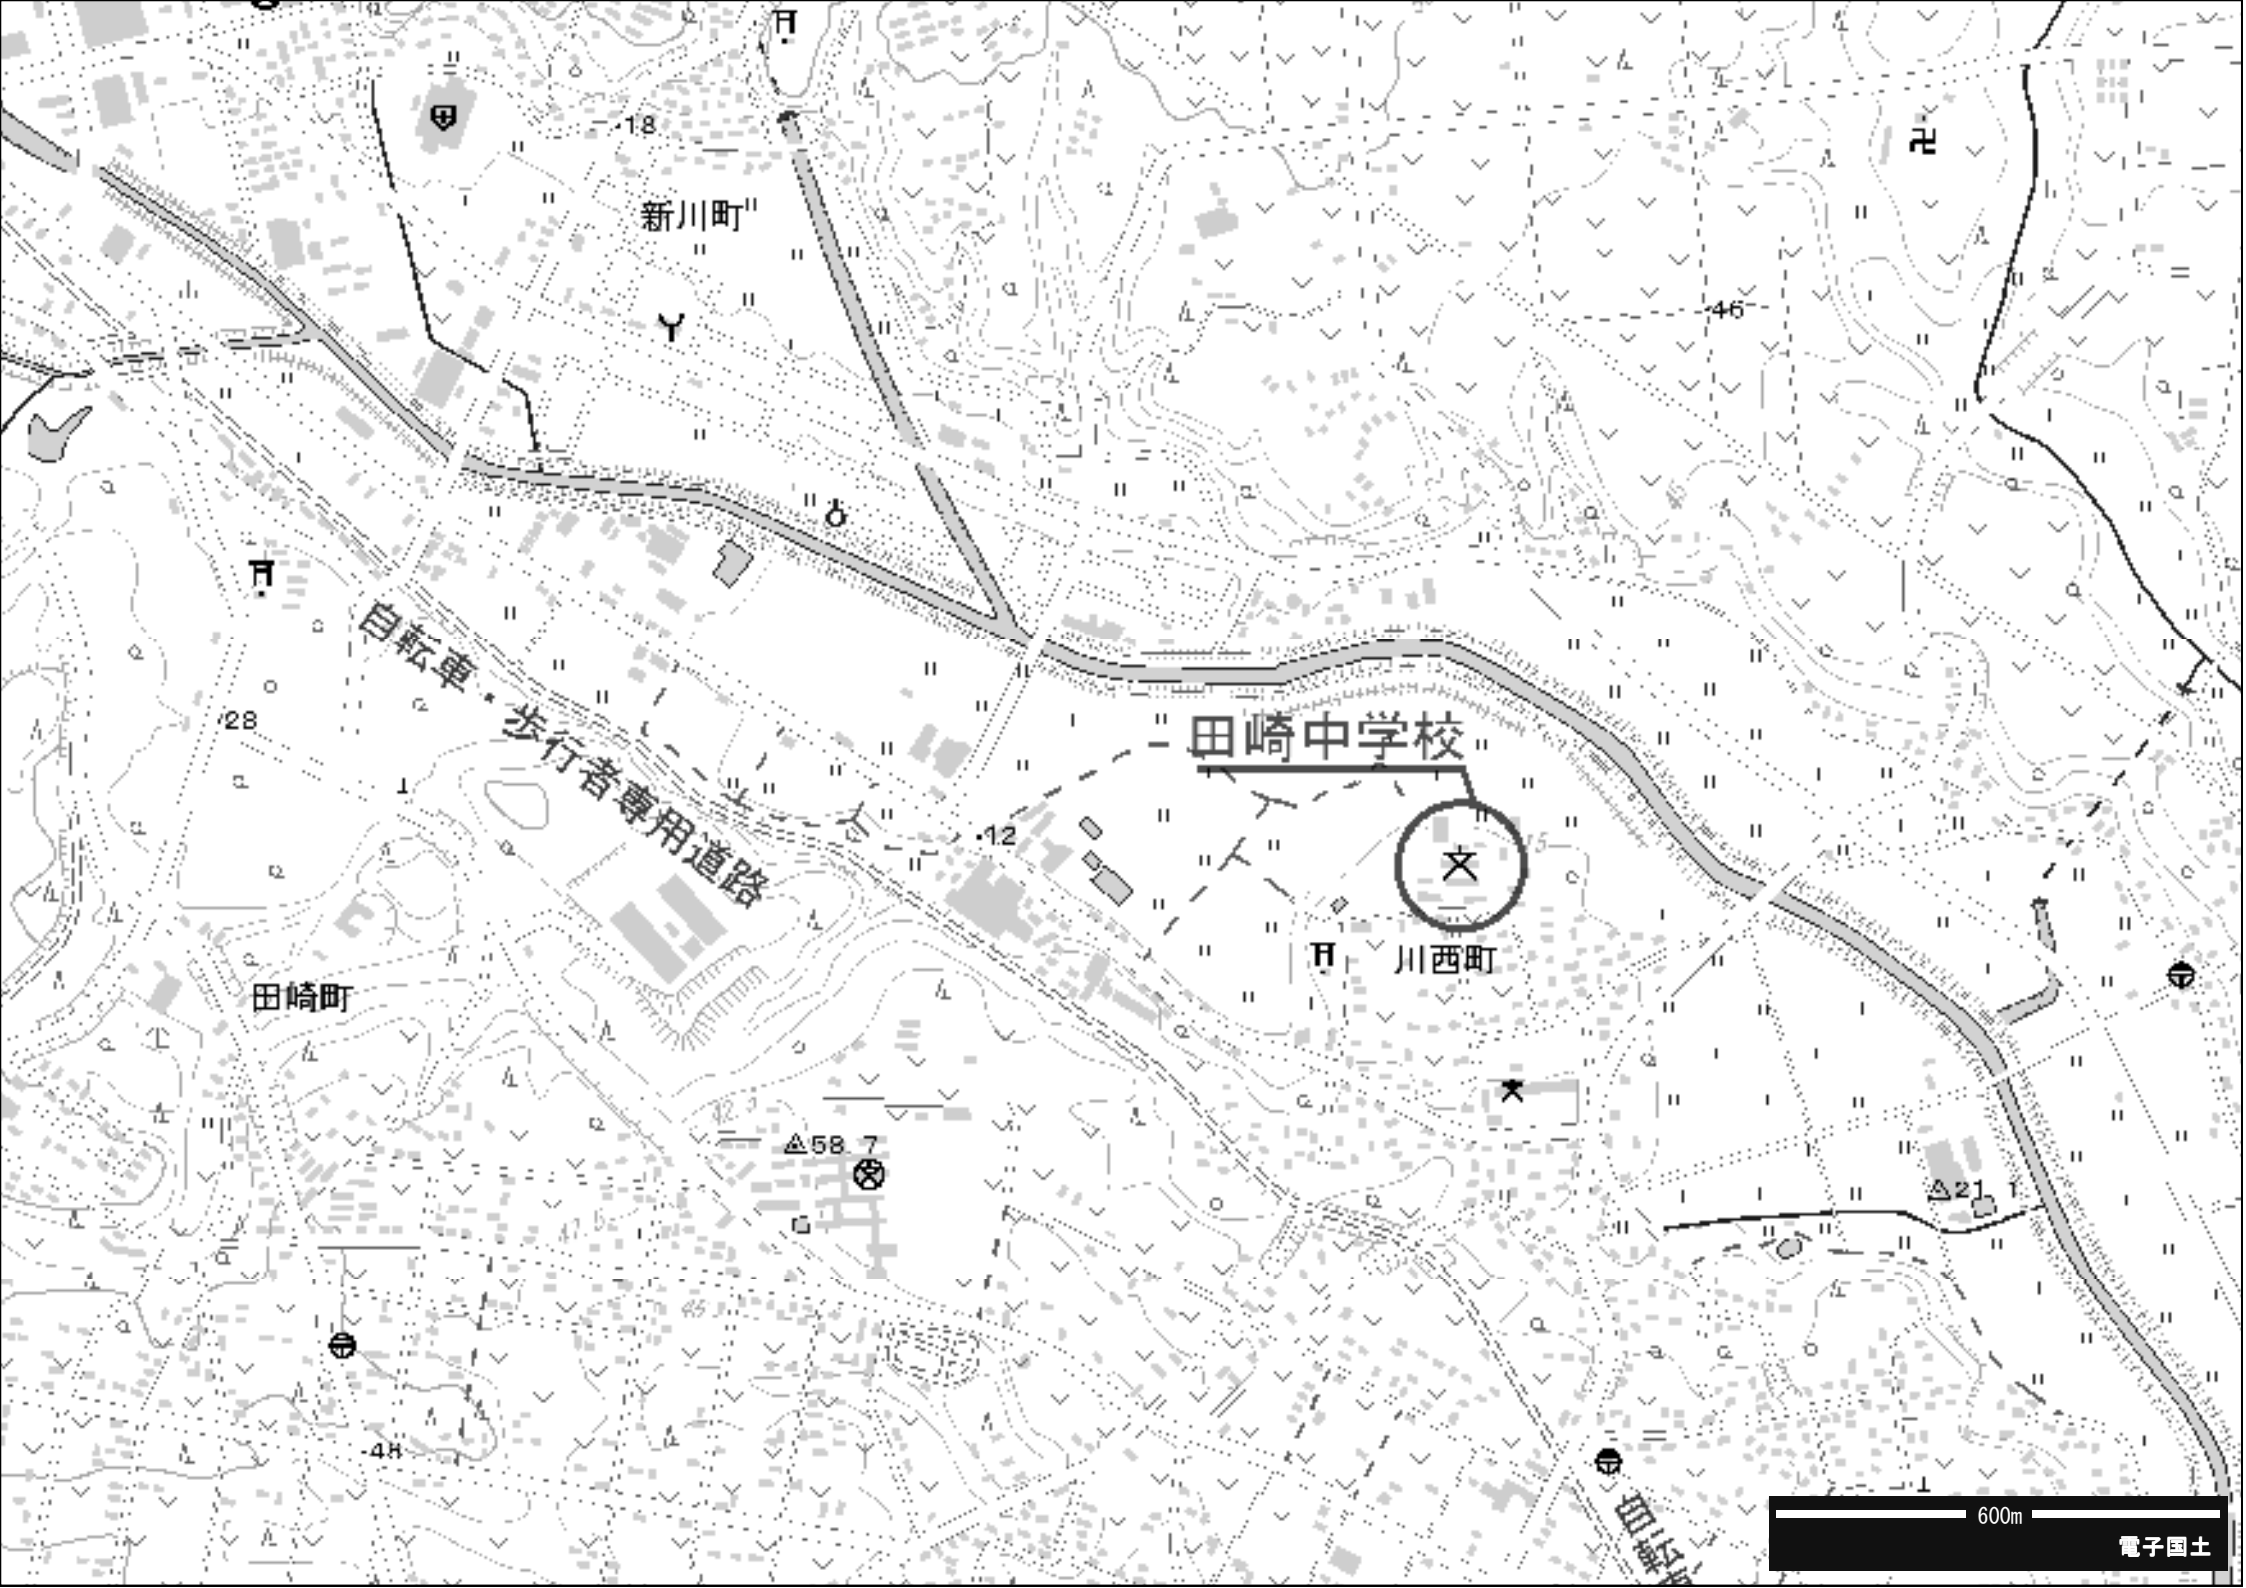 18
新川町
46
自転車・歩行者専用道路
28
田崎中学校
12
15
川西町
田崎町
58.7
21.1
45
48
600m
電子国土